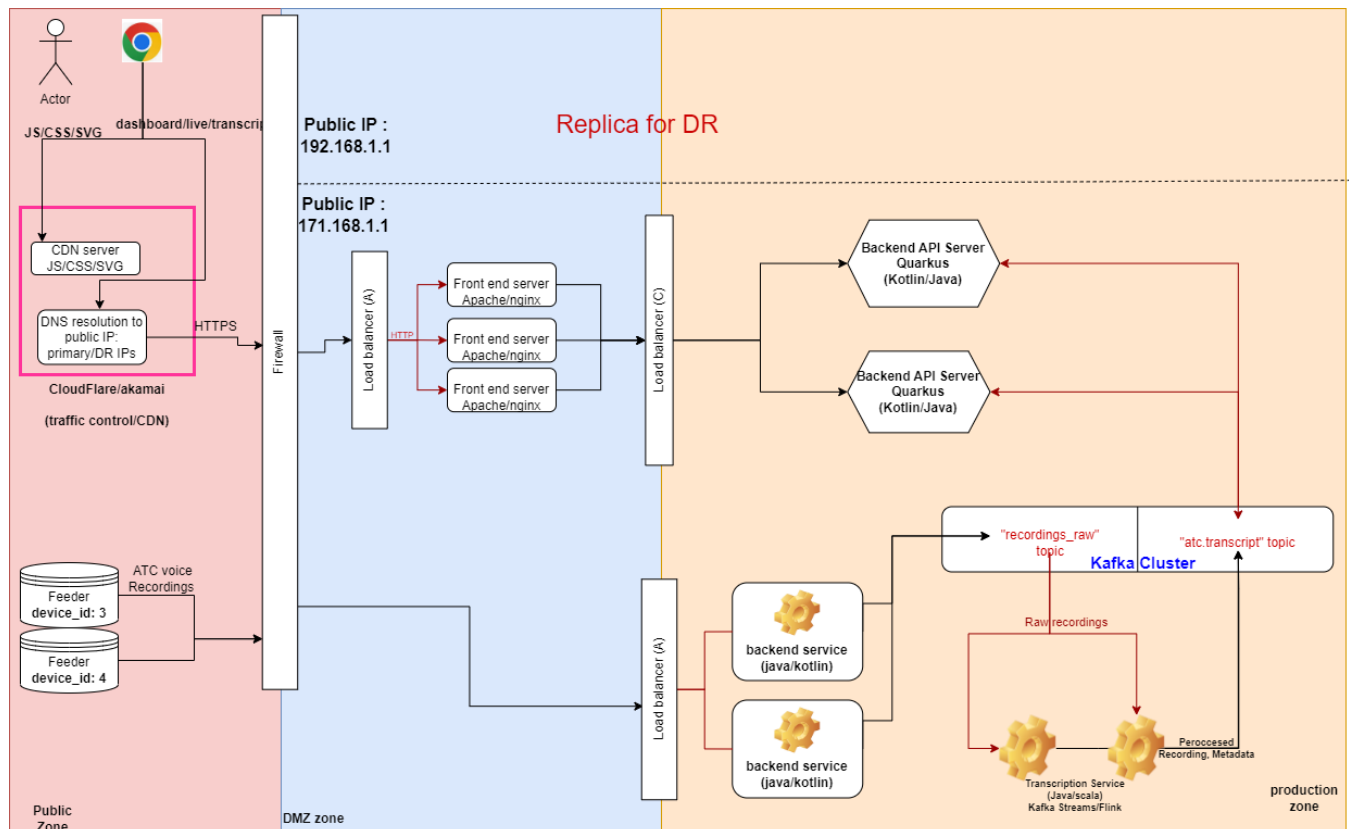 Actor
JS/CSS/SVG
dashboard/live/transcrip
CDN server
JS/CSS/SVG
DNS resolution to
public IP:
primary/DR IPs
HTTPS
CloudFlare/akamai
(traffic control/CDN)
ATC voice
Recordings
Feeder
device_id: 3
Feeder
device_id: 4
Public
Zone
Firewall
Public IP :
192.168.1.1
Replica for DR
Public IP :
171.168.1.1
Load balancer (A)
HTTP
Front end server
Apache/nginx
Front end server
Apache/nginx
Front end server
Apache/nginx
DMZ zone
Load balancer (C)
Backend API Server
Quarkus
(Kotlin/Java)
Backend API Server
Quarkus
(Kotlin/Java)
Load balancer (A)
backend service
(java/kotlin)
backend service
(java/kotlin)
"recordings_raw"
topic
"atc.transcript" topic
Kafka Cluster
Raw recordings
Peroccesed
Recording, Metadata
Transcription Service
(Java/scala)
Kafka Streams/Flink
production
zone